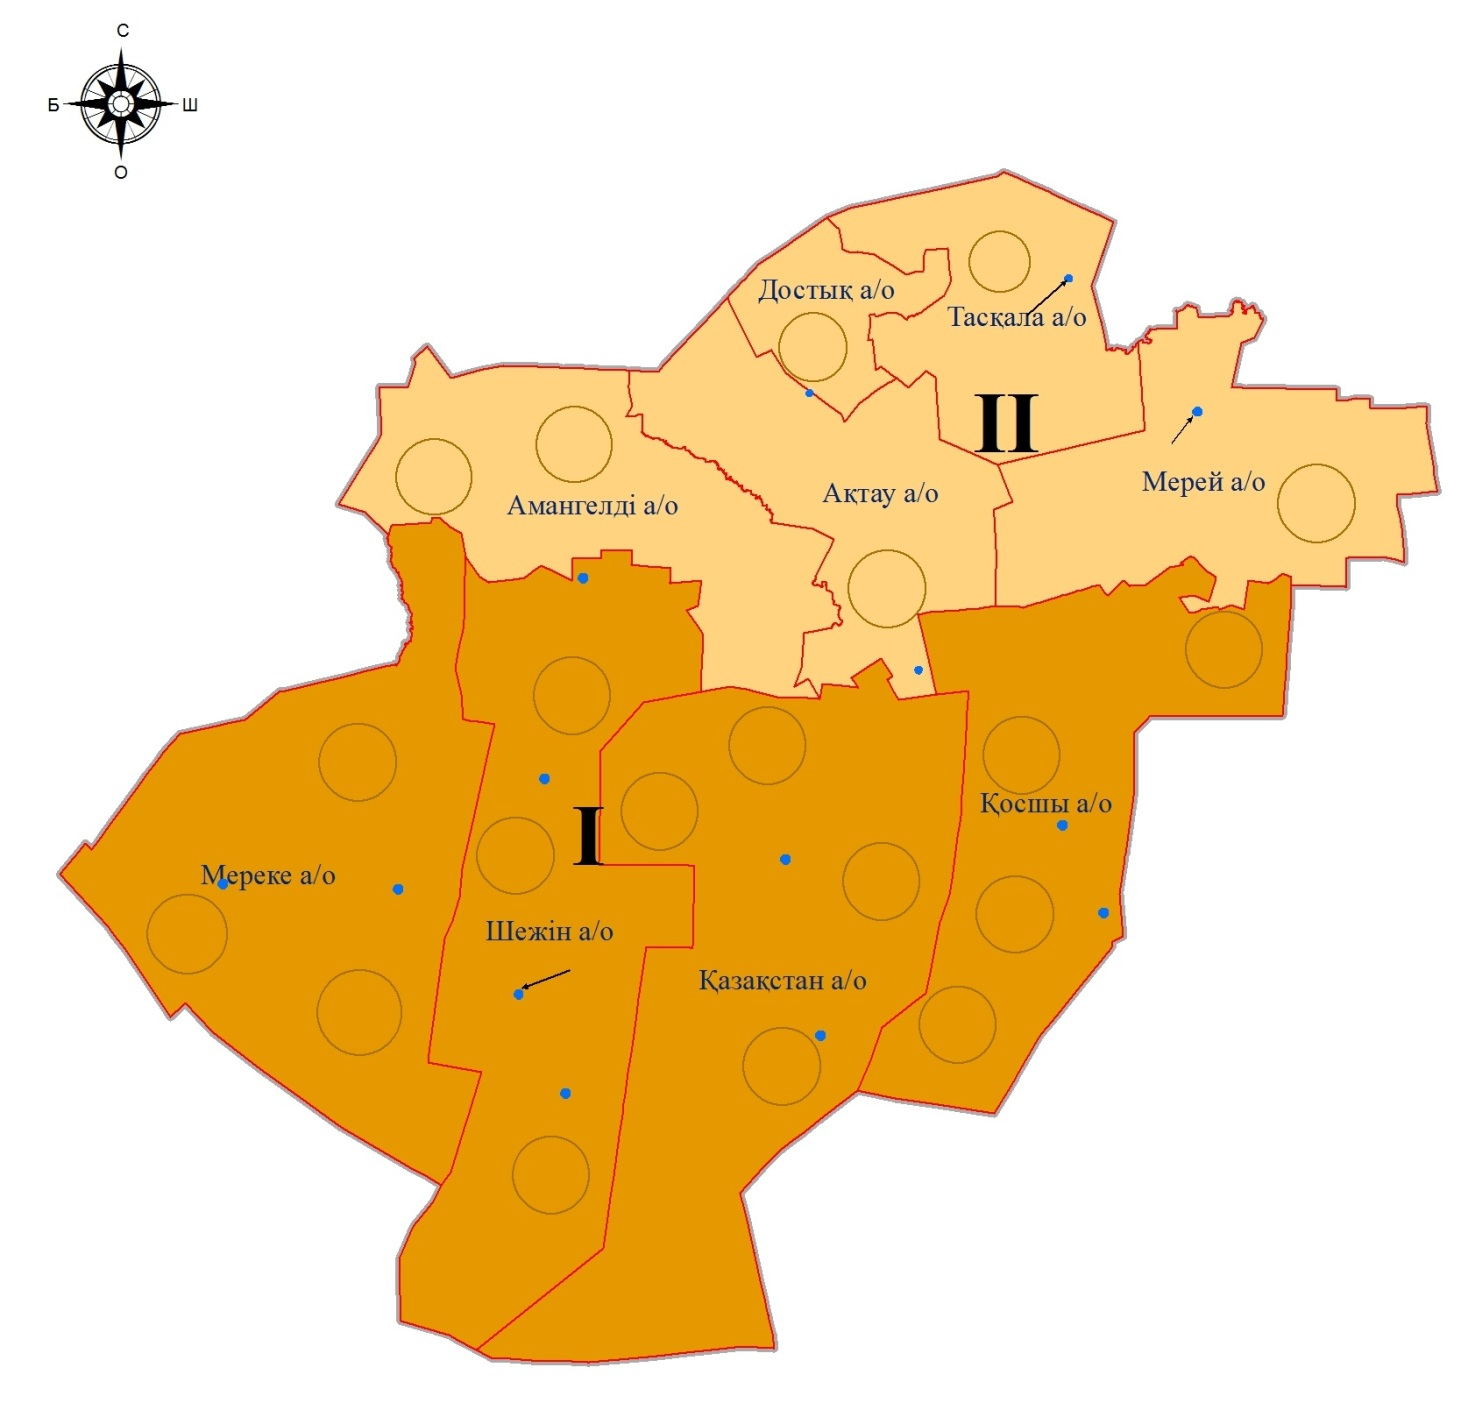 С
Б Ш
О
Достық а/о
Тасқала а/о
II
Мерей а/о
Ақтау а/о
Амангелді а/о
Қосшы а/о
I
Мереке а/о
Шежін а/о
Қазақстан а/о